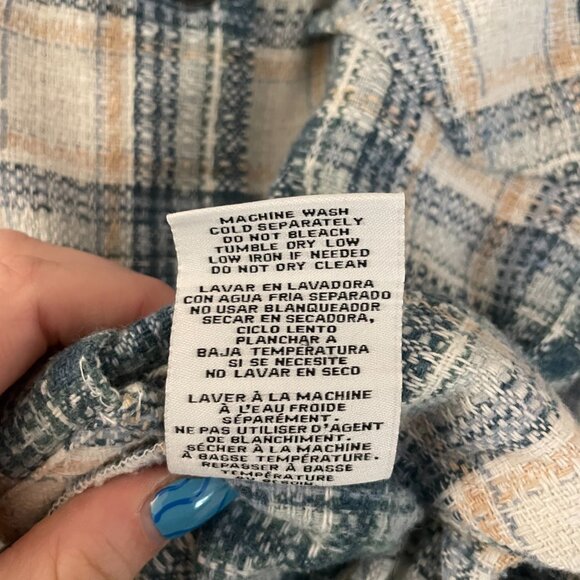 MACHINE WASH
COLD SEPARATELY
DO NOT BLEACH
TUMBLE DRY LOW
LOW IRON IF NEEDED
DO NOT DRY CLEAN
LAVAR EN LAVADORA
CON AGUA FRIA SEPARADO
NO USAR BLANQUEADOR
SECAR EN SECADORA,
CICLO LENTO
PLANCHAR A
BAJA TEMPERATURA
SI SE NECESITE
NO LAVAR EN SECO
LAVER À LA MACHINE
À L'EAU FROIDE
SÉPARÉMENT.
NE PAS UTILISER D'AGENT
DE BLANCHIMENT.
SÉCHER À LA MACHINE
À BASSE TEMPÉRATURE.
REPASSER À BASSE
TEMPÉRATURE